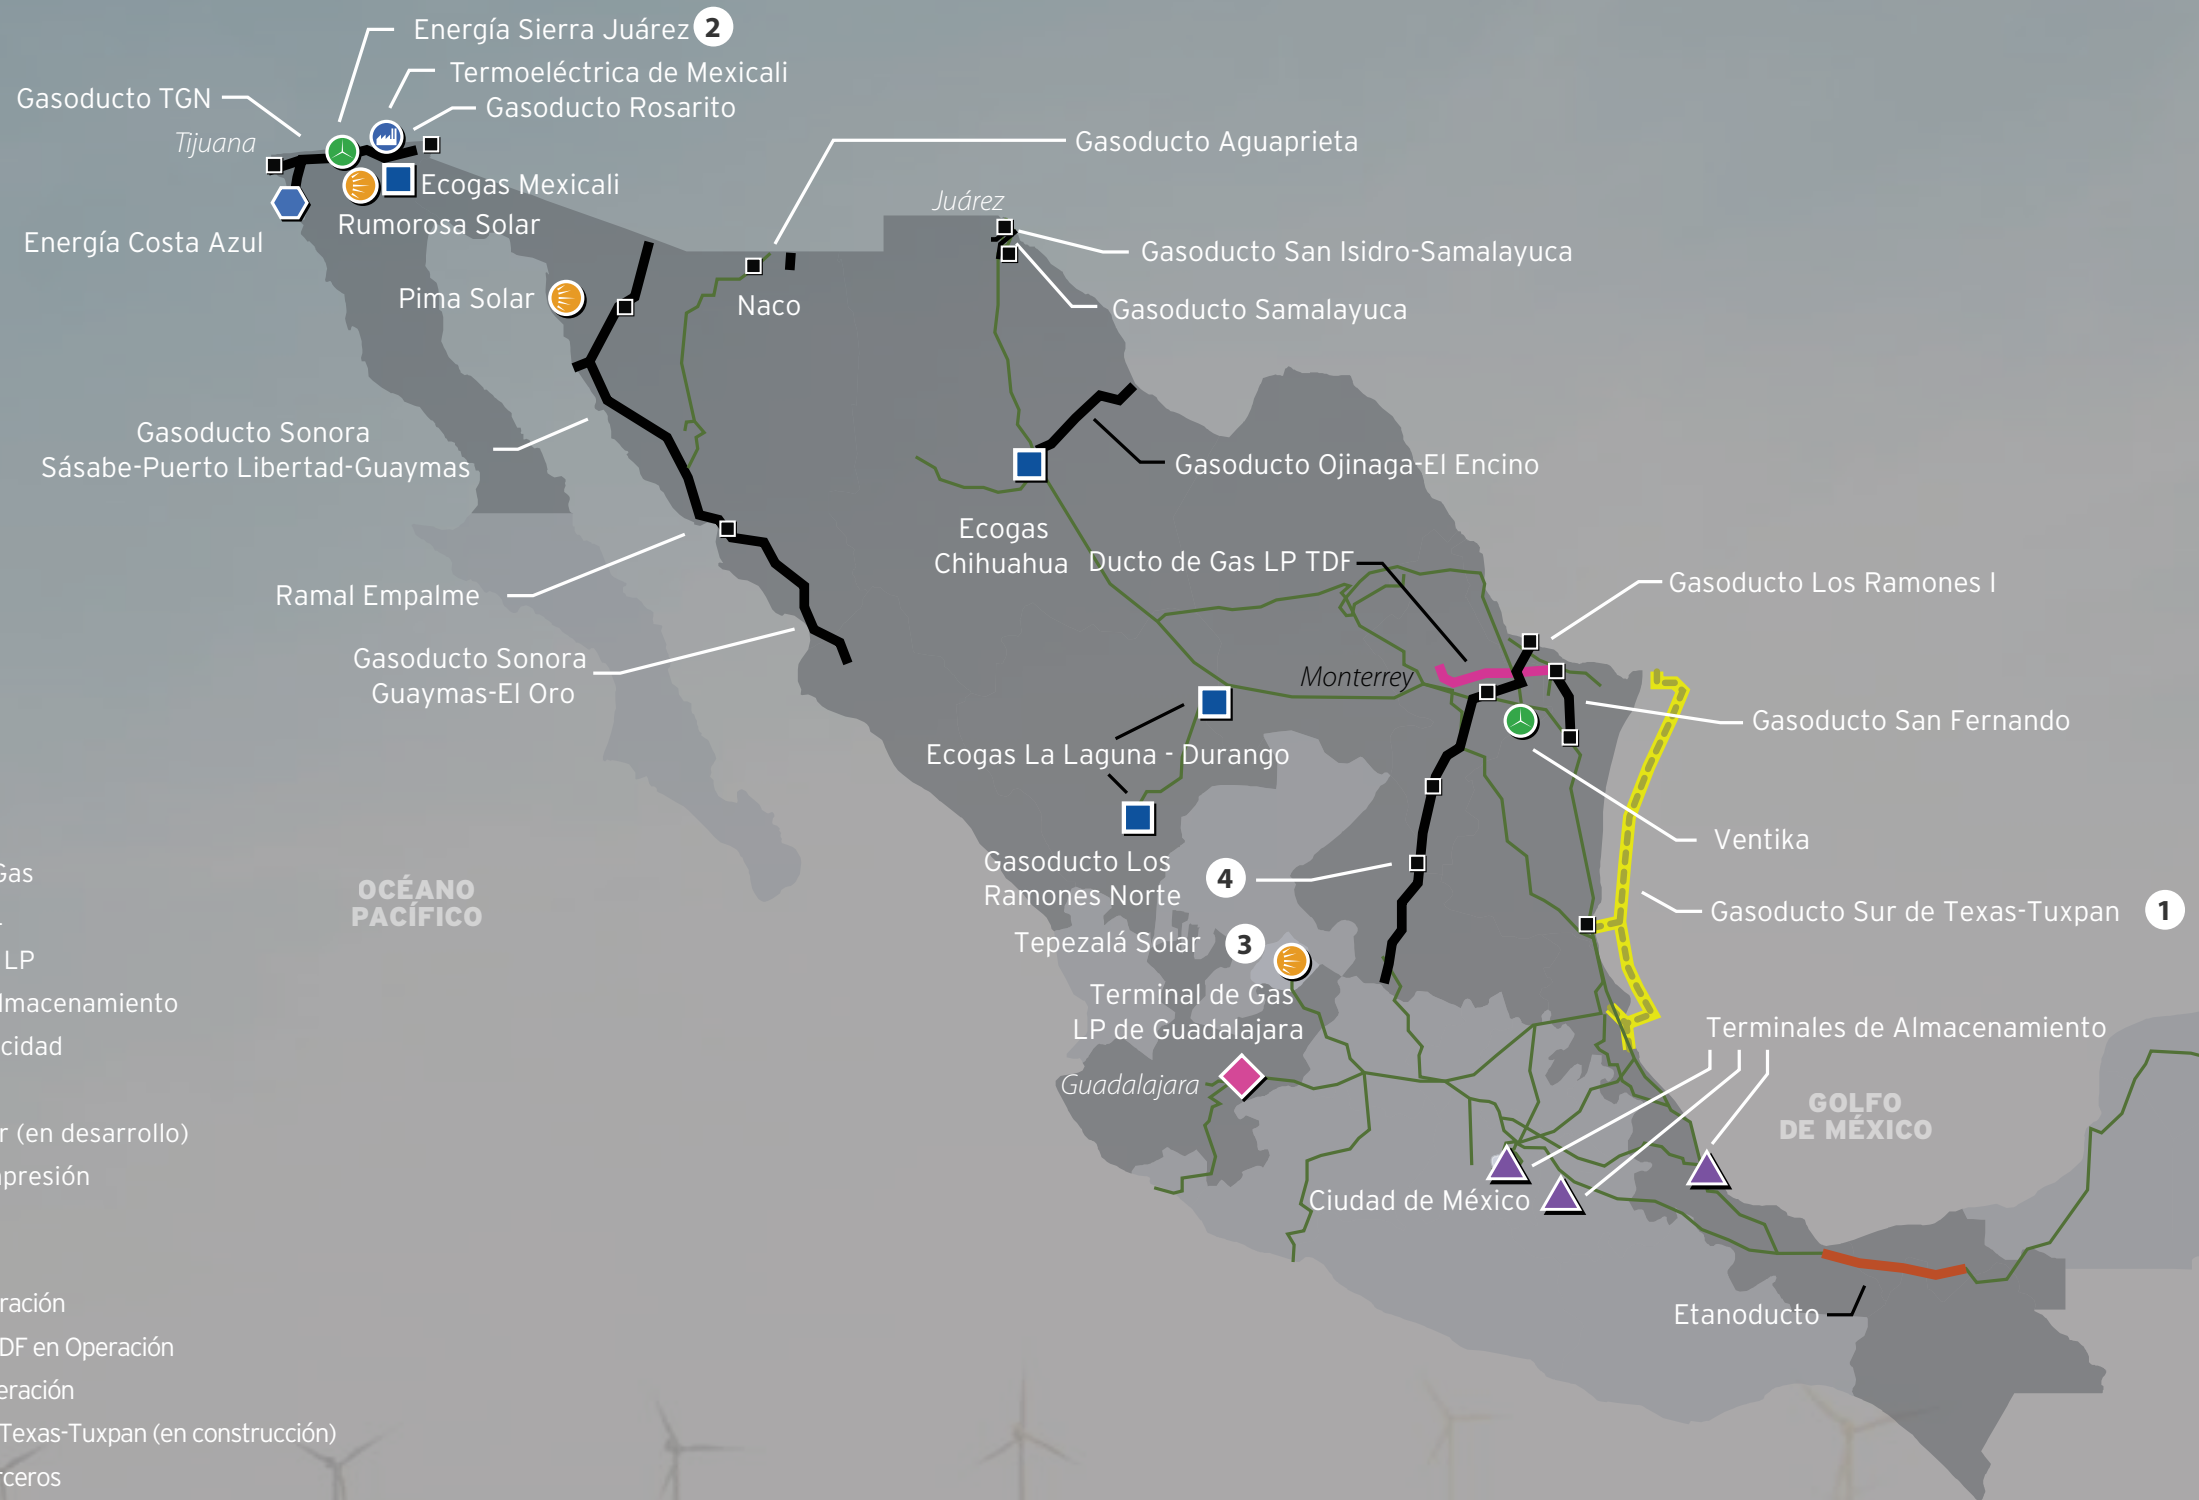 Energía Sierra Juárez 2
Termoeléctrica de Mexicali
Gasoducto TGN
Gasoducto Rosarito
Tijuana
Gasoducto Aguaprieta
Ecogas Mexicali
Juárez
Rumorosa Solar
Energía Costa Azul
Gasoducto San Isidro-Samalayuca
Pima Solar
Naco
Gasoducto Samalayuca
Gasoducto Sonora
Sásabe-Puerto Libertad-Guaymas
Gasoducto Ojinaga-El Encino
Ecogas
Chihuahua
Ducto de Gas LP TDF
Gasoducto Los Ramones I
Ramal Empalme
Gasoducto Sonora
Guaymas-El Oro
Monterrey
Gasoducto San Fernando
Ecogas La Laguna - Durango
Ventika
Gasoducto Los
Ramones Norte
4
Gasoducto Sur de Texas-Tuxpan 1
OCÉANO
PACÍFICO
Tepezalá Solar 3
Terminal de Gas
LP de Guadalajara
Guadalajara
Terminales de Almacenamiento
GOLFO
DE MÉXICO
Ciudad de México
Etanoducto
Gas
LP
lmacenamiento
cidad
r (en desarrollo)
presión
ración
DF en Operación
eración
Texas-Tuxpan (en construcción)
rceros